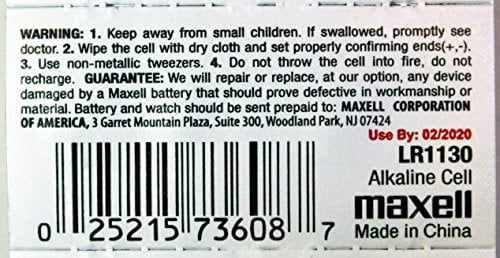 WARNING: 1. Keep away from small children. If swallowed, promptly see
doctor. 2. Wipe the cell with dry cloth and set properly confirming ends(+,-).
3. Use non-metallic tweezers. 4. Do not throw the cell into fire, do not
recharge. GUARANTEE: We will repair or replace, at our option, any device
damaged by a Maxell battery that should prove defective in workmanship or
material. Battery and watch should be sent prepaid to: MAXELL CORPORATION
OF AMERICA, 3 Garret Mountain Plaza, Suite 300, Woodland Park, NJ 07424
Use By: 02/2020
LR1130
Alkaline Cell
maxell
Made in China
0 25215 73608 7